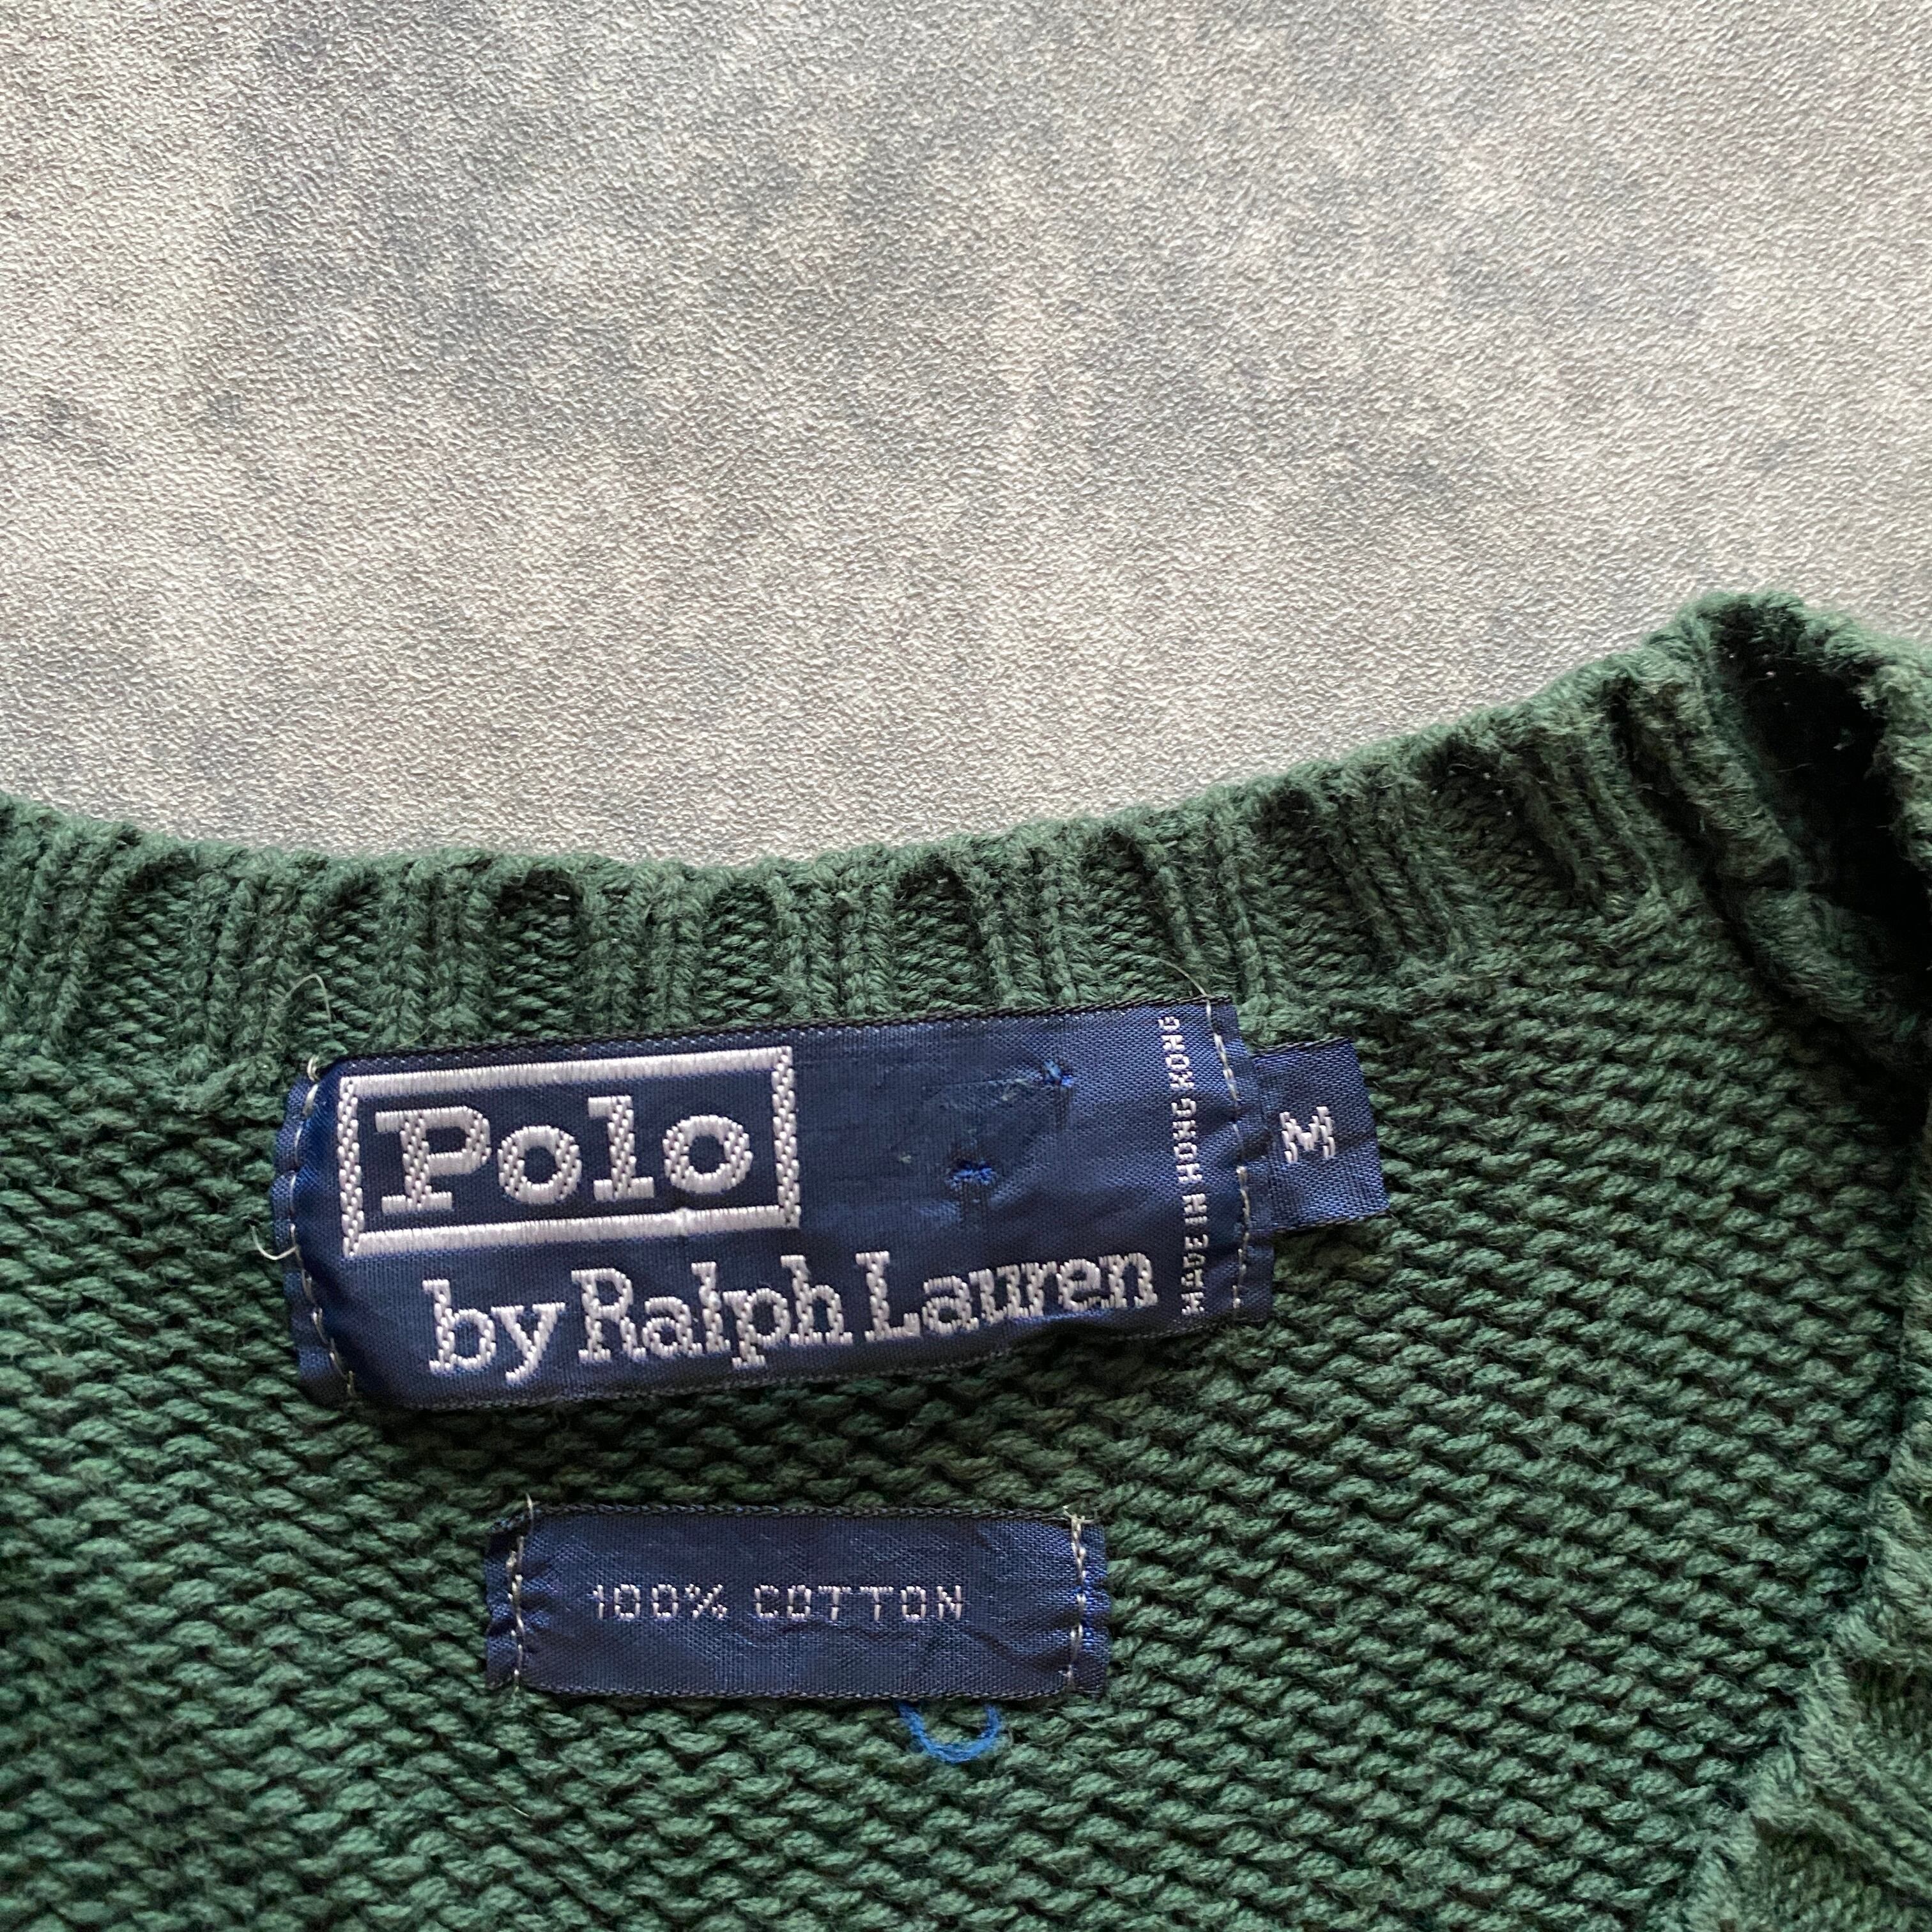 Polo
by Ralph Lauren
MADE IN HONG KONG
M
100% COTTON